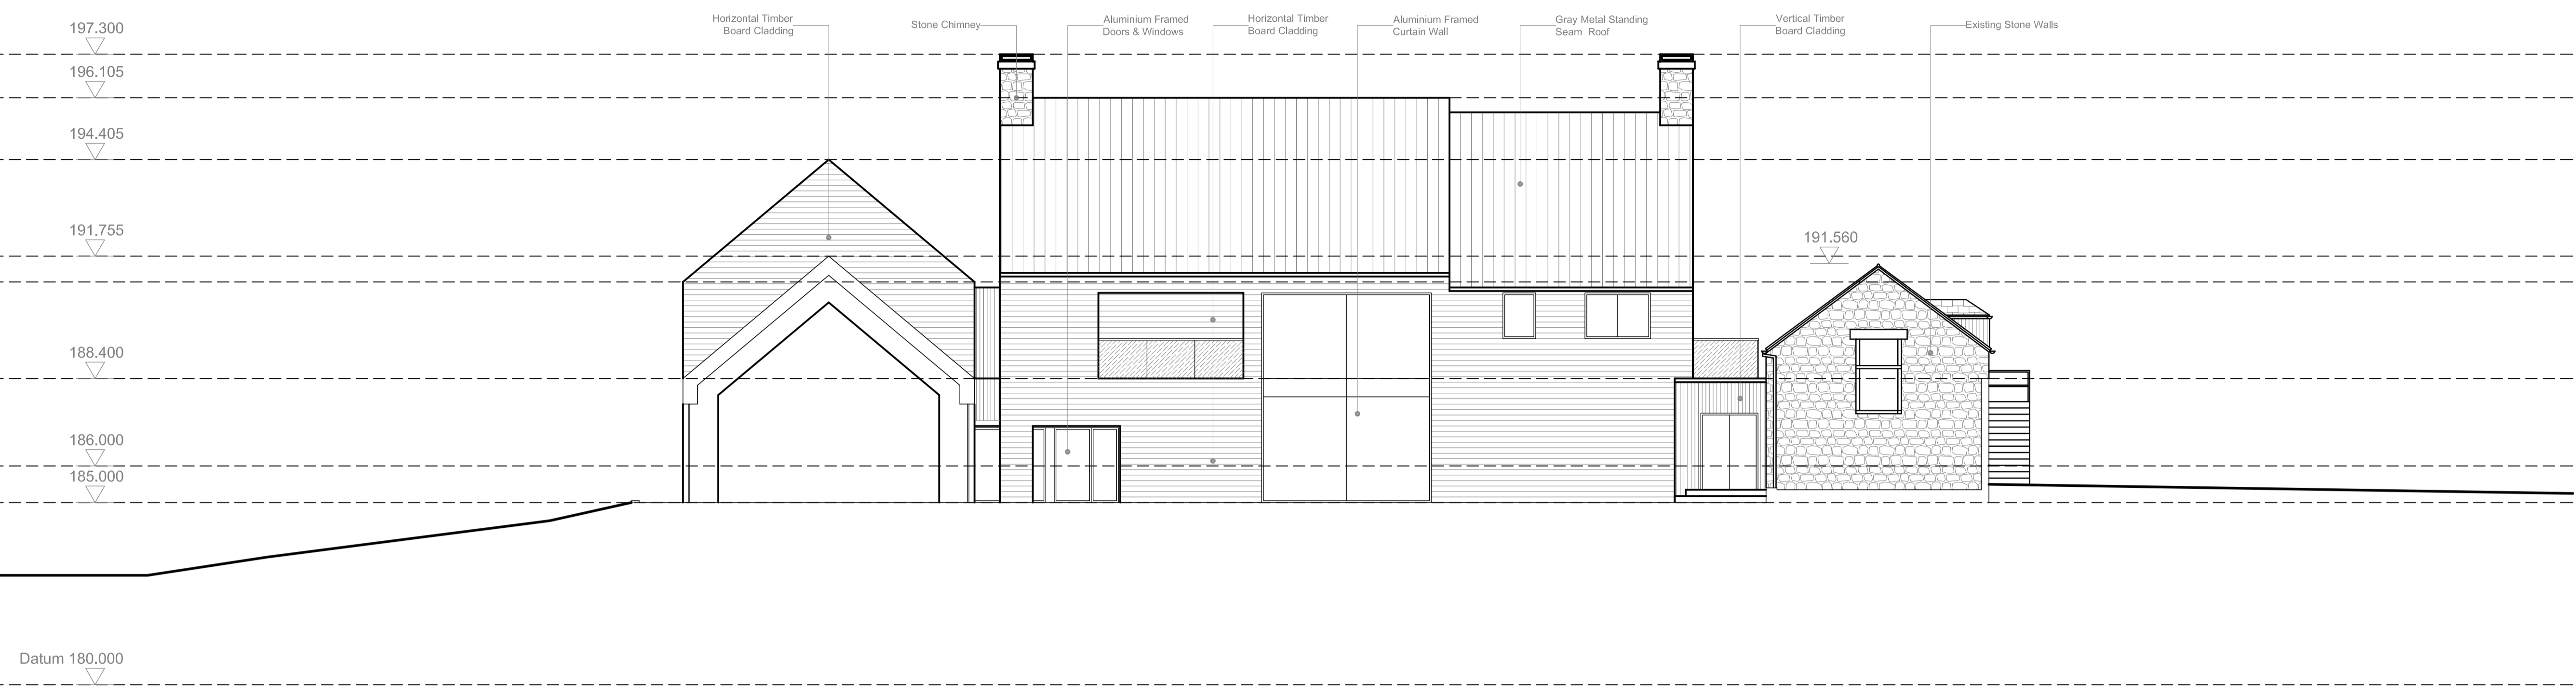 Horizontal Timber
Board Cladding
Stone Chimney
Aluminium Framed
Doors & Windows
Horizontal Timber
Board Cladding
Aluminium Framed
Curtain Wall
Gray Metal Standing
Seam Roof
Vertical Timber
Board Cladding
Existing Stone Walls
197.300
196.105
194.405
191.755
191.560
188.400
186.000
185.000
Datum 180.000